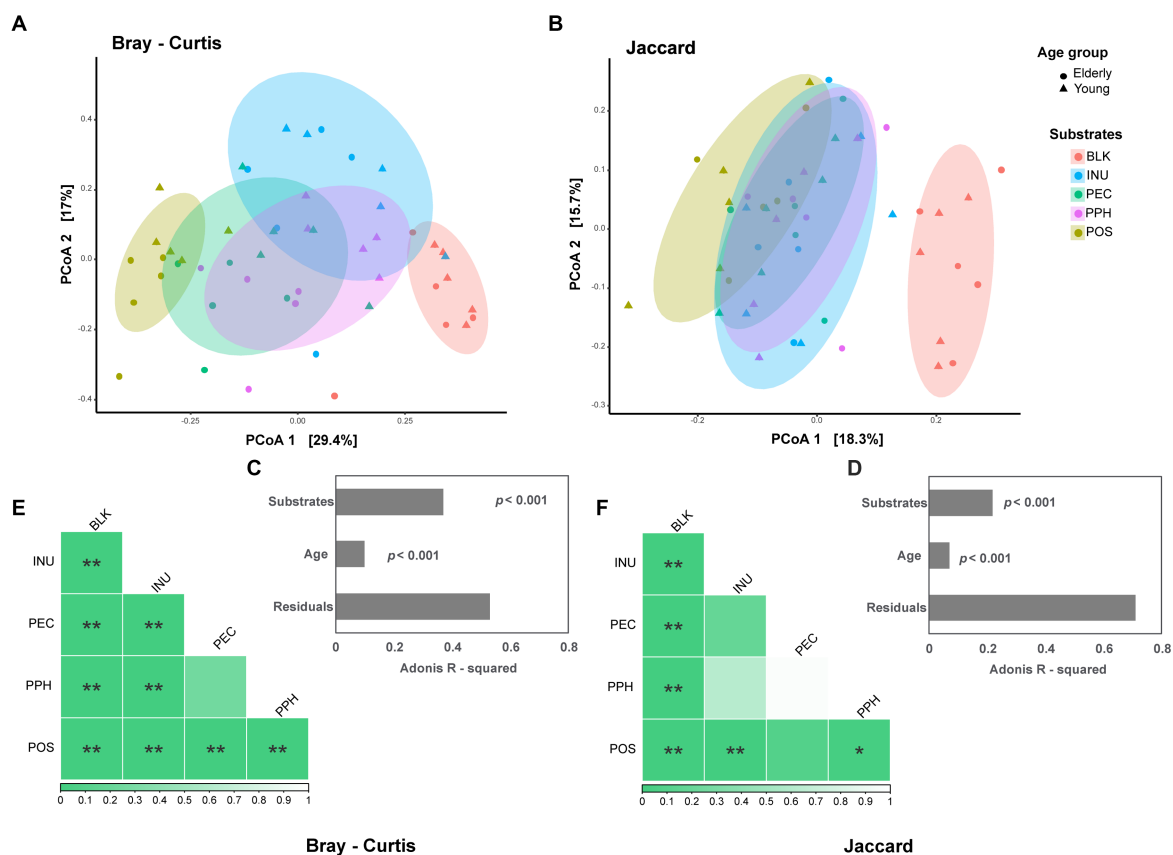 A
Bray - Curtis
PCoA 2 [17%]
0.4
0.2
0.0
-0.2
-0.4
-0.25
0.00
0.25
PCoA 1 [29.4%]
B
Jaccard
PCoA 2 [15.7%]
0.2
0.1
0.0
-0.1
-0.2
-0.3
-0.2
0.0
0.2
PCoA 1 [18.3%]
Age group
Elderly
Young
Substrates
BLK
INU
PEC
PPH
POS
C
Substrates
p < 0.001
Age
p < 0.001
Residuals
0 0.2 0.4 0.6 0.8
Adonis R - squared
D
Substrates
p < 0.001
Age
p < 0.001
Residuals
0 0.2 0.4 0.6 0.8
Adonis R - squared
E
BLK
INU **
INU
PEC ** **
PEC
PPH ** **
PPH
POS ** ** ** **
0 0.1 0.2 0.3 0.4 0.5 0.6 0.7 0.8 0.9 1
Bray - Curtis
F
BLK
INU **
INU
PEC **
PEC
PPH **
PPH
POS ** ** *
0 0.1 0.2 0.3 0.4 0.5 0.6 0.7 0.8 0.9 1
Jaccard